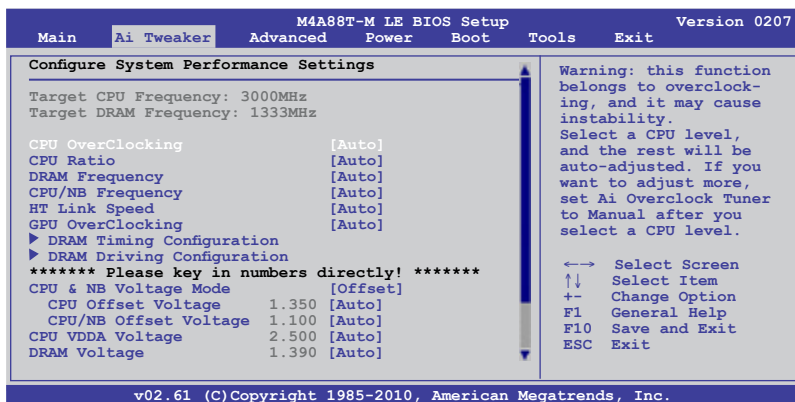 M4A88T-M LE BIOS Setup Version 0207
Main Ai Tweaker Advanced Power Boot Tools Exit
Configure System Performance Settings
Target CPU Frequency: 3000MHz
Target DRAM Frequency: 1333MHz
CPU OverClocking [Auto]
CPU Ratio [Auto]
DRAM Frequency [Auto]
CPU/NB Frequency [Auto]
HT Link Speed [Auto]
GPU OverClocking [Auto]
DRAM Timing Configuration
DRAM Driving Configuration
******* Please key in numbers directly! *******
CPU & NB Voltage Mode [Offset]
CPU Offset Voltage 1.350 [Auto]
CPU/NB Offset Voltage 1.100 [Auto]
CPU VDDA Voltage 2.500 [Auto]
DRAM Voltage 1.390 [Auto]
Warning: this function
belongs to overclock-
ing, and it may cause
instability.
Select a CPU level,
and the rest will be
auto-adjusted. If you
want to adjust more,
set Ai Overclock Tuner
to Manual after you
select a CPU level.
←→ Select Screen
↑↓ Select Item
+- Change Option
F1 General Help
F10 Save and Exit
ESC Exit
v02.61 (C)Copyright 1985-2010, American Megatrends, Inc.